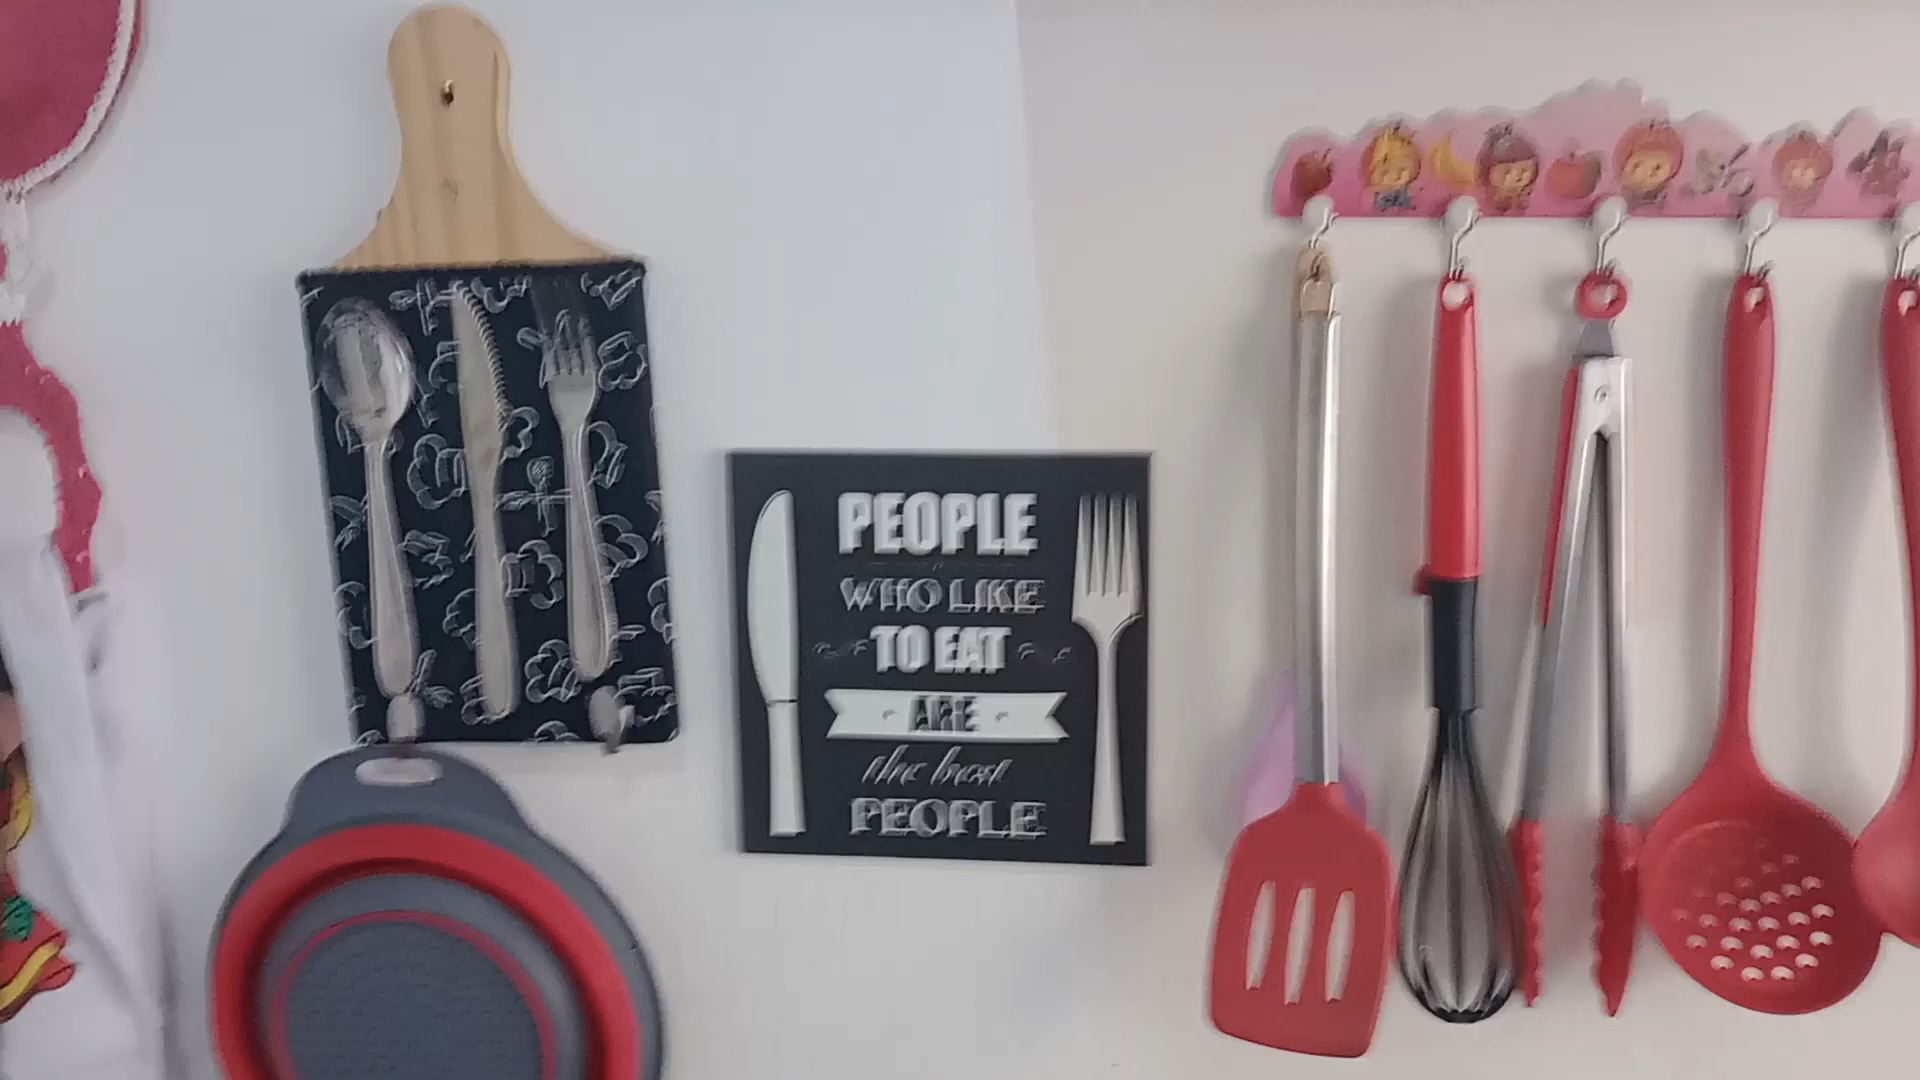 PEOPLE
WHO LIKE
TO EAT
ARE
the best
PEOPLE